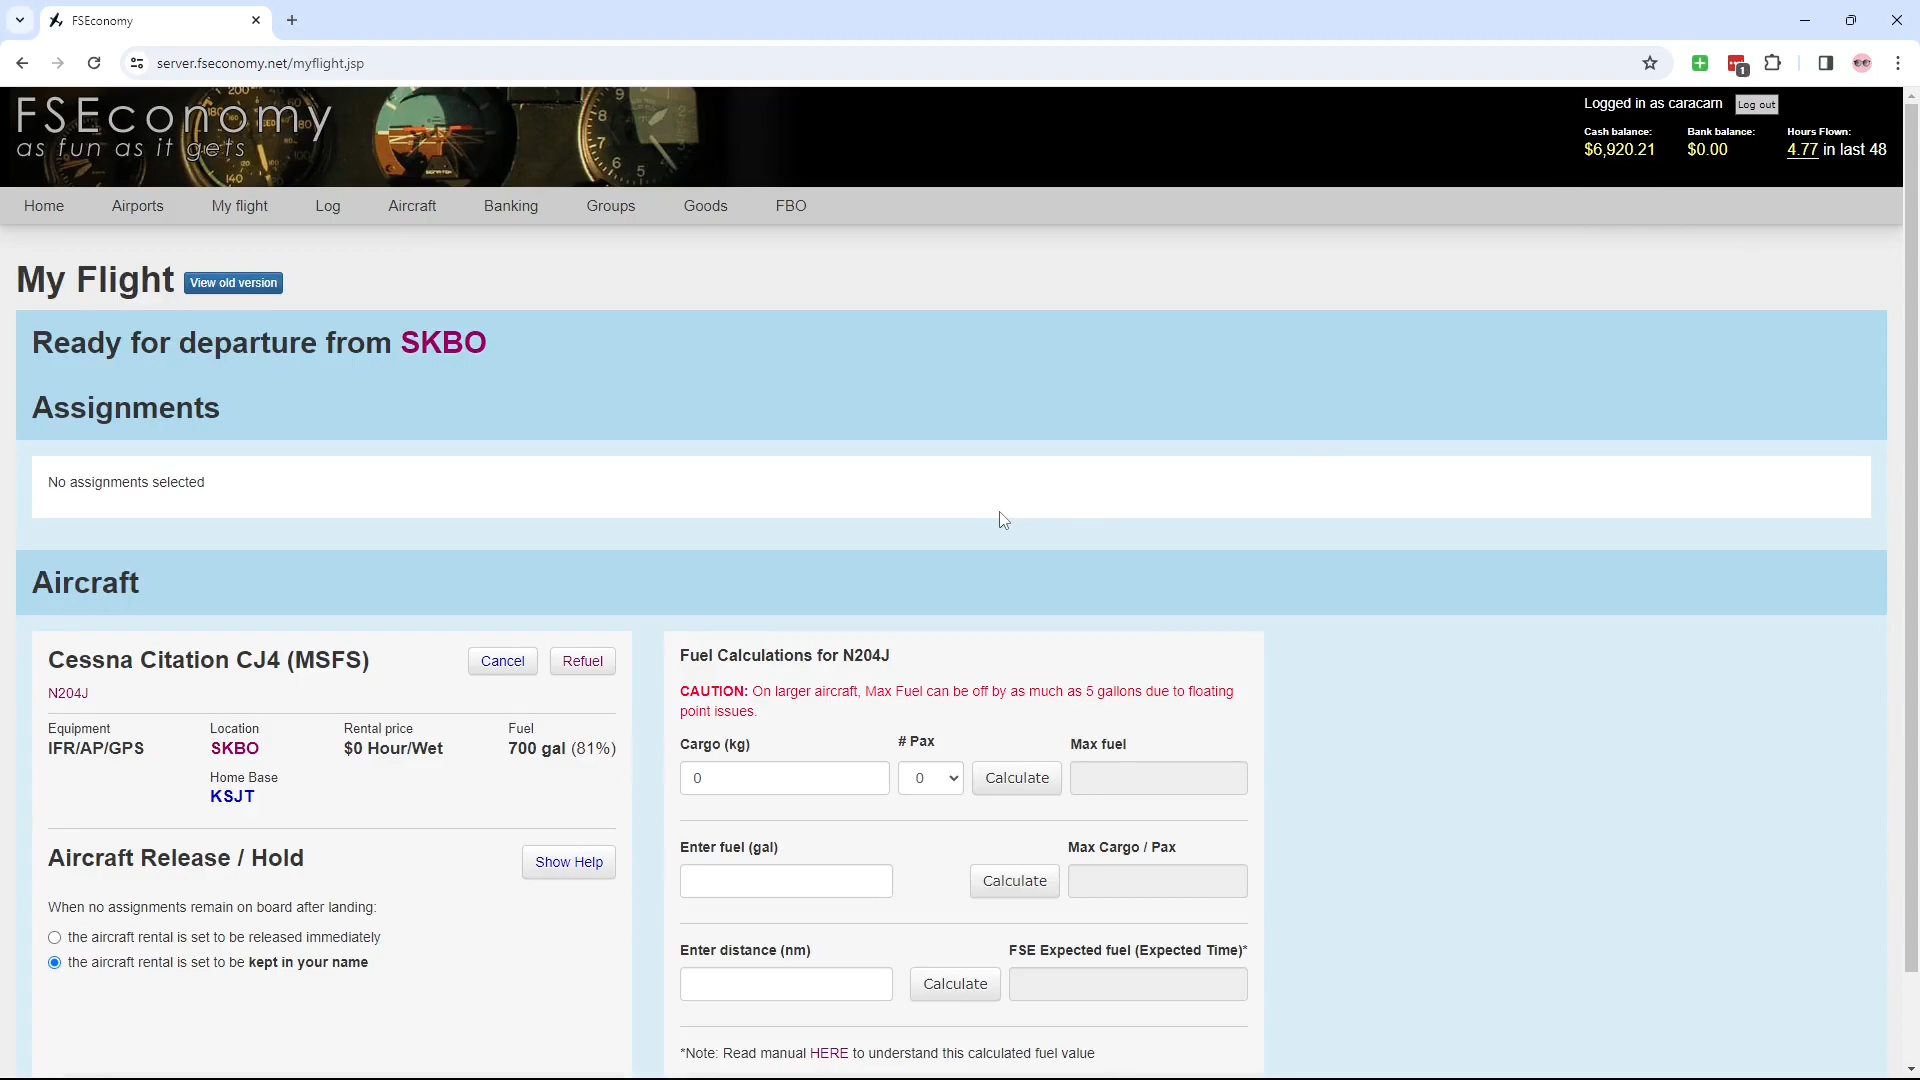 FSEconomy
server.fseconomy.net/myflight.jsp
1
FSEconomy
as fun as it gets
Logged in as caracarn Log out
Cash balance: Bank balance: Hours Flown:
$6,920.21 $0.00 4.77 in last 48
Home Airports My flight Log Aircraft Banking Groups Goods FBO
My Flight View old version
Ready for departure from SKBO
Assignments
No assignments selected
Aircraft
Cessna Citation CJ4 (MSFS) Cancel Refuel
N204J
Equipment Location Rental price Fuel
IFR/AP/GPS SKBO $0 Hour/Wet 700 gal (81%)
Home Base
KSJT
Aircraft Release / Hold Show Help
When no assignments remain on board after landing:
the aircraft rental is set to be released immediately
the aircraft rental is set to be kept in your name
Fuel Calculations for N204J
CAUTION: On larger aircraft, Max Fuel can be off by as much as 5 gallons due to floating
point issues.
Cargo (kg) # Pax Max fuel
0 0 Calculate
Enter fuel (gal) Max Cargo / Pax
Calculate
Enter distance (nm) FSE Expected fuel (Expected Time)*
Calculate
*Note: Read manual HERE to understand this calculated fuel value